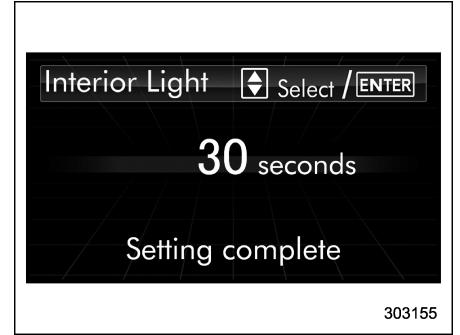 Interior Light Select / ENTER
30 seconds
Setting complete
303155